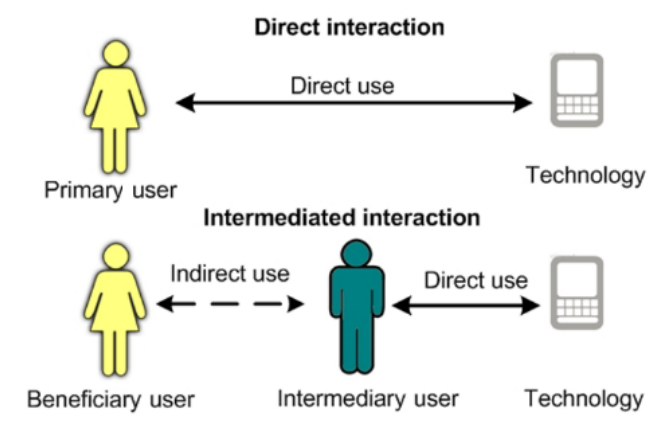 Direct interaction
Direct use
Primary user
Technology
Intermediated interaction
Indirect use
Direct use
Beneficiary user
Intermediary user
Technology